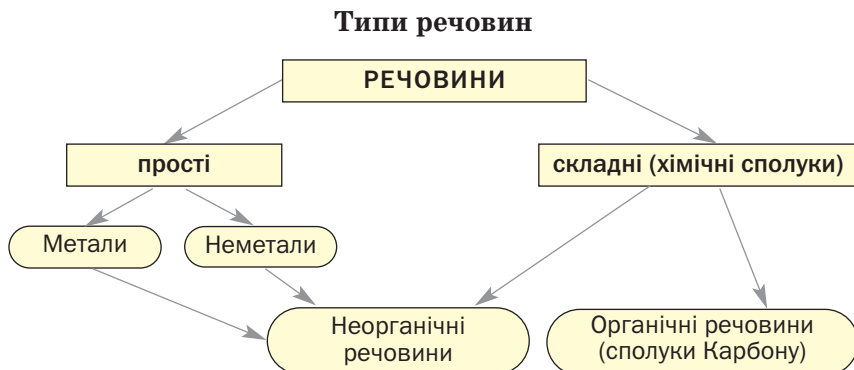 Типи речовин
РЕЧОВИНИ
прості
складні (хімічні сполуки)
Метали
Неметали
Неорганічні
речовини
Органічні речовини
(сполуки Карбону)